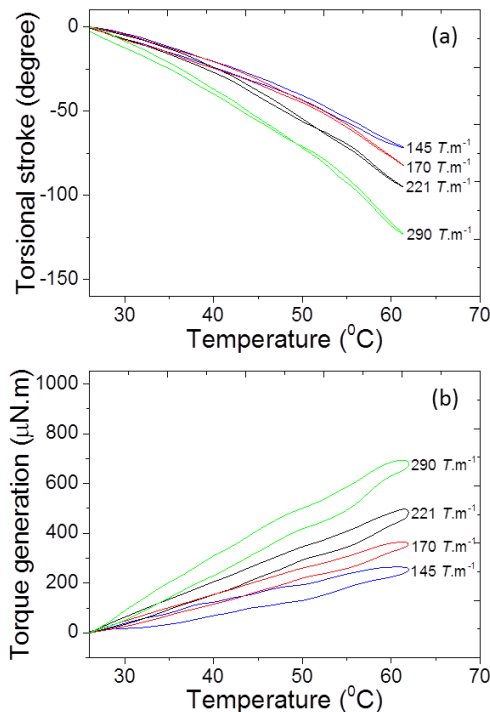 (a)
Torsional stroke (degree)
0
-50
-100
-150
145 T.m-1
170 T.m-1
221 T.m-1
290 T.m-1
30 40 50 60 70
Temperature (⁰C)
(b)
Torque generation (µN.m)
1000
800
600
400
200
0
290 T.m-1
221 T.m-1
170 T.m-1
145 T.m-1
30 40 50 60 70
Temperature (⁰C)